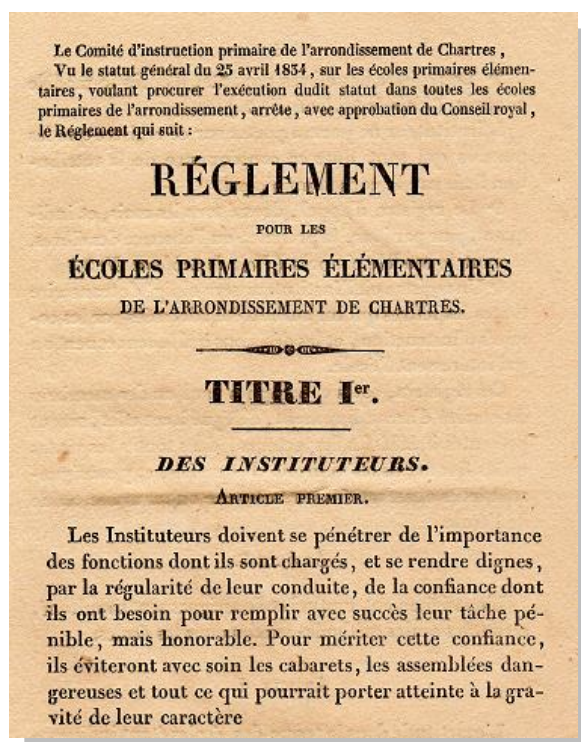 Le Comité d'instruction primaire de l'arrondissement de Chartres,
Vu le statut général du 25 avril 1834, sur les écoles primaires élémen-
taires, voulant procurer l'exécution dudit statut dans toutes les écoles
primaires de l'arrondissement, arrête, avec approbation du Conseil royal,
le Réglement qui suit :
RÉGLEMENT
POUR LES
ÉCOLES PRIMAIRES ÉLÉMENTAIRES
DE L'ARRONDISSEMENT DE CHARTRES.
TITRE Ier.
DES INSTITUTEURS.
ARTICLE PREMIER.
Les Instituteurs doivent se pénétrer de l'importance
des fonctions dont ils sont chargés, et se rendre dignes,
par la régularité de leur conduite, de la confiance dont
ils ont besoin pour remplir avec succès leur tâche pé-
nible, mais honorable. Pour mériter cette confiance,
ils éviteront avec soin les cabarets, les assemblées dan-
gereuses et tout ce qui pourrait porter atteinte à la gra-
vité de leur caractère